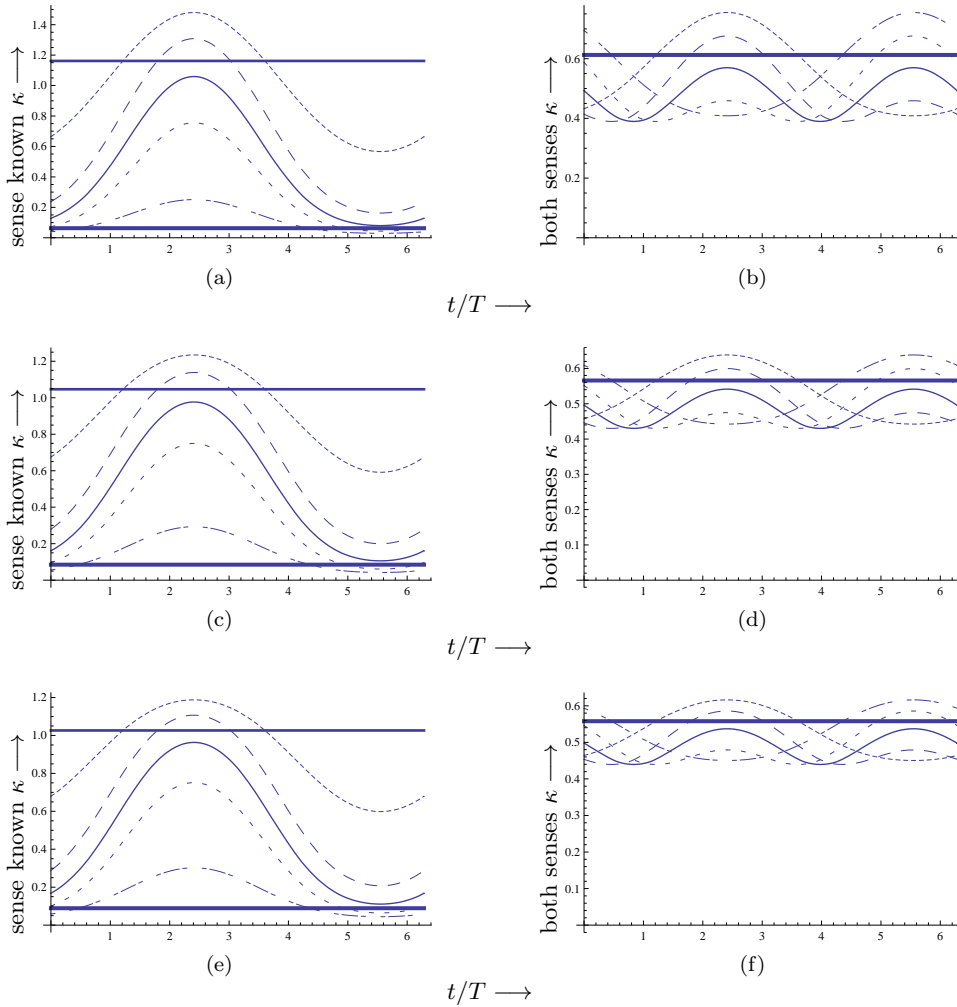 sense known κ ⟶
1.4
1.2
1.0
0.8
0.6
0.4
0.2
1 2 3 4 5 6
(a)
both senses κ ⟶
0.6
0.4
0.2
1 2 3 4 5 6
(b)
t/T ⟶
sense known κ ⟶
1.2
1.0
0.8
0.6
0.4
0.2
1 2 3 4 5 6
(c)
both senses κ ⟶
0.6
0.5
0.4
0.3
0.2
0.1
1 2 3 4 5 6
(d)
t/T ⟶
sense known κ ⟶
1.2
1.0
0.8
0.6
0.4
0.2
1 2 3 4 5 6
(e)
both senses κ ⟶
0.6
0.5
0.4
0.3
0.2
0.1
1 2 3 4 5 6
(f)
t/T ⟶